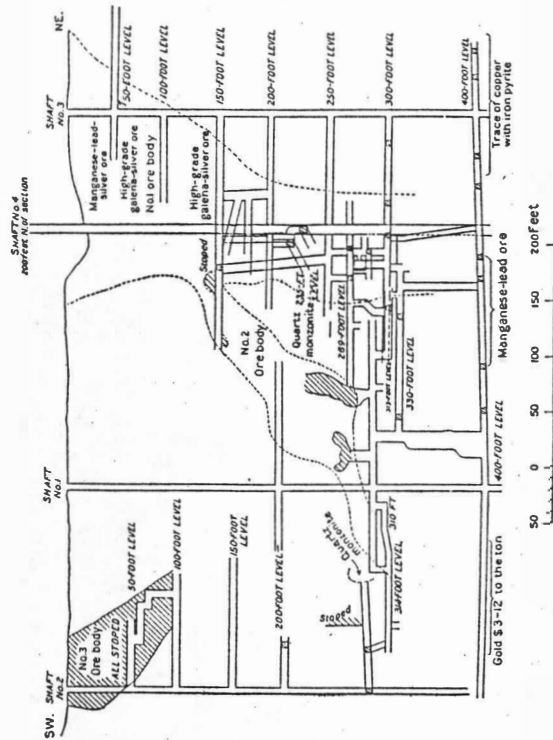 SW.
SHAFT
No.2
SHAFT
No.1
SHAFT No.4
200 feet N. of section
SHAFT
No.3
NE.
No.3
Ore body
ALL STOPED
50-FOOT LEVEL
100-FOOT LEVEL
150-FOOT
LEVEL
200-FOOT LEVEL
Stoped
Quartz
monzonite
314-FOOT LEVEL
310 FT
400-FOOT LEVEL
Stoped
No.2
Ore body
Quartz
monzonite
235-FT.
LEVEL
289-FOOT LEVEL
330-FOOT
LEVEL
Manganese-lead-
silver ore
High-grade
galena-silver ore
No.1 ore body
High-grade
galena-silver ore
50-FOOT LEVEL
100-FOOT LEVEL
150-FOOT
LEVEL
200-FOOT LEVEL
250-FOOT
LEVEL
300-FOOT LEVEL
400-FOOT LEVEL
Gold $3-12 to the ton
Manganese-lead ore
Trace of copper
with iron pyrite
50 0 50 100 200 Feet